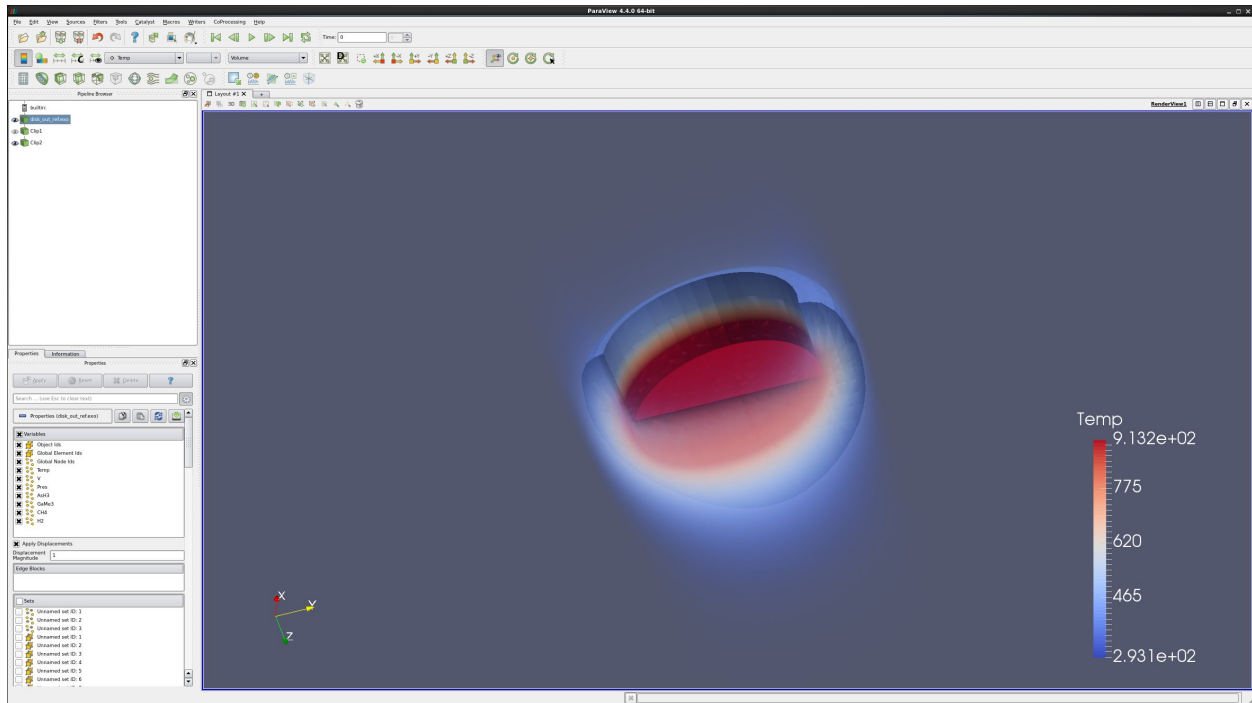 ParaView 4.4.0 64-bit
File Edit View Sources Filters Tools Catalyst Macros Writers CoProcessing Help
Time: 0
Temp Volume
Pipeline Browser
Layout #1
3D
RenderView1
builtin:
disk_out_ref.exo
Clip1
Clip2
Properties Information
Properties
Apply Reset Delete ?
Search ... (use Esc to clear text)
Properties (disk_out_ref.exo)
Variables
Object Ids
Global Element Ids
Global Node Ids
Temp
V
Pres
AsH3
GaMe3
CH4
H2
Apply Displacements
Displacement Magnitude 1
Edge Blocks
Sets
Unnamed set ID: 1
Unnamed set ID: 2
Unnamed set ID: 3
Unnamed set ID: 1
Unnamed set ID: 2
Unnamed set ID: 3
Unnamed set ID: 4
Unnamed set ID: 5
Unnamed set ID: 6
X
Y
Z
Temp
9.132e+02
775
620
465
2.931e+02